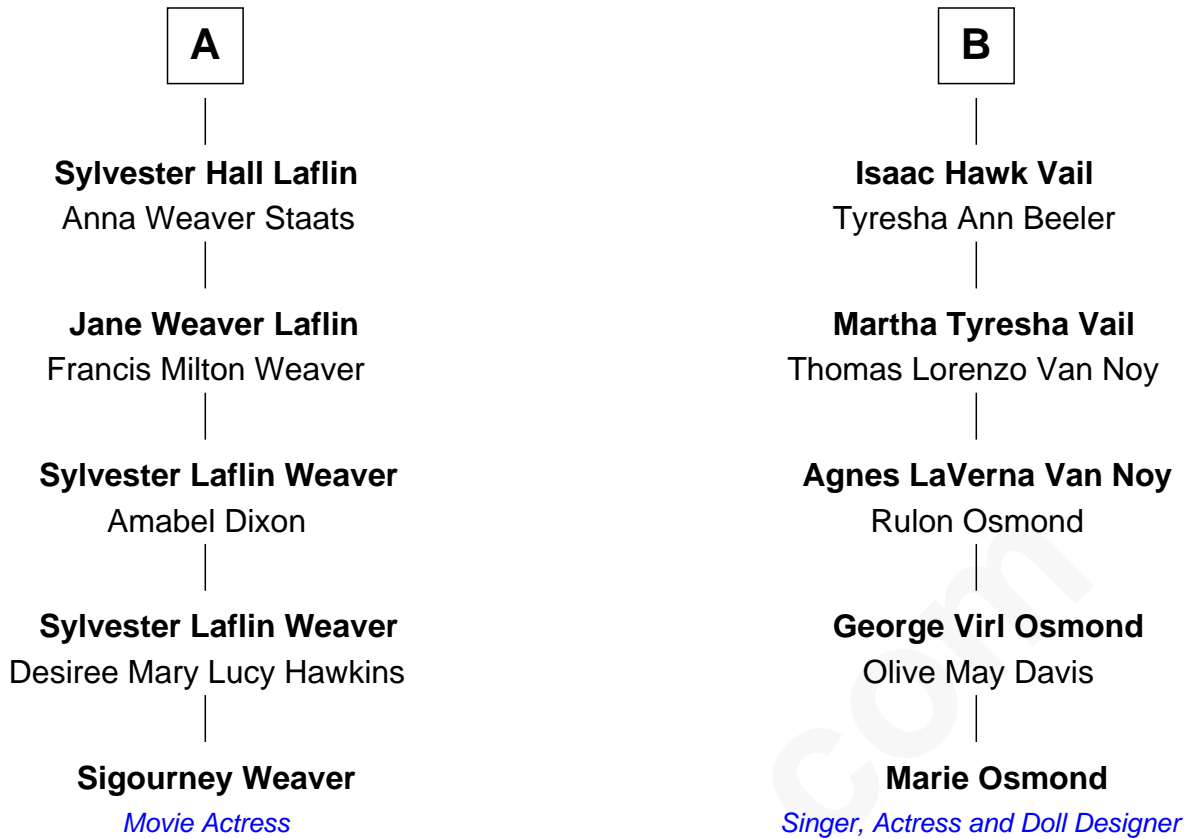 A
Sylvester Hall Laflin
Anna Weaver Staats
Jane Weaver Laflin
Francis Milton Weaver
Sylvester Laflin Weaver
Amabel Dixon
Sylvester Laflin Weaver
Desiree Mary Lucy Hawkins
Sigourney Weaver
Movie Actress
B
Isaac Hawk Vail
Tyresha Ann Beeler
Martha Tyresha Vail
Thomas Lorenzo Van Noy
Agnes LaVerna Van Noy
Rulon Osmond
George Virl Osmond
Olive May Davis
Marie Osmond
Singer, Actress and Doll Designer
com